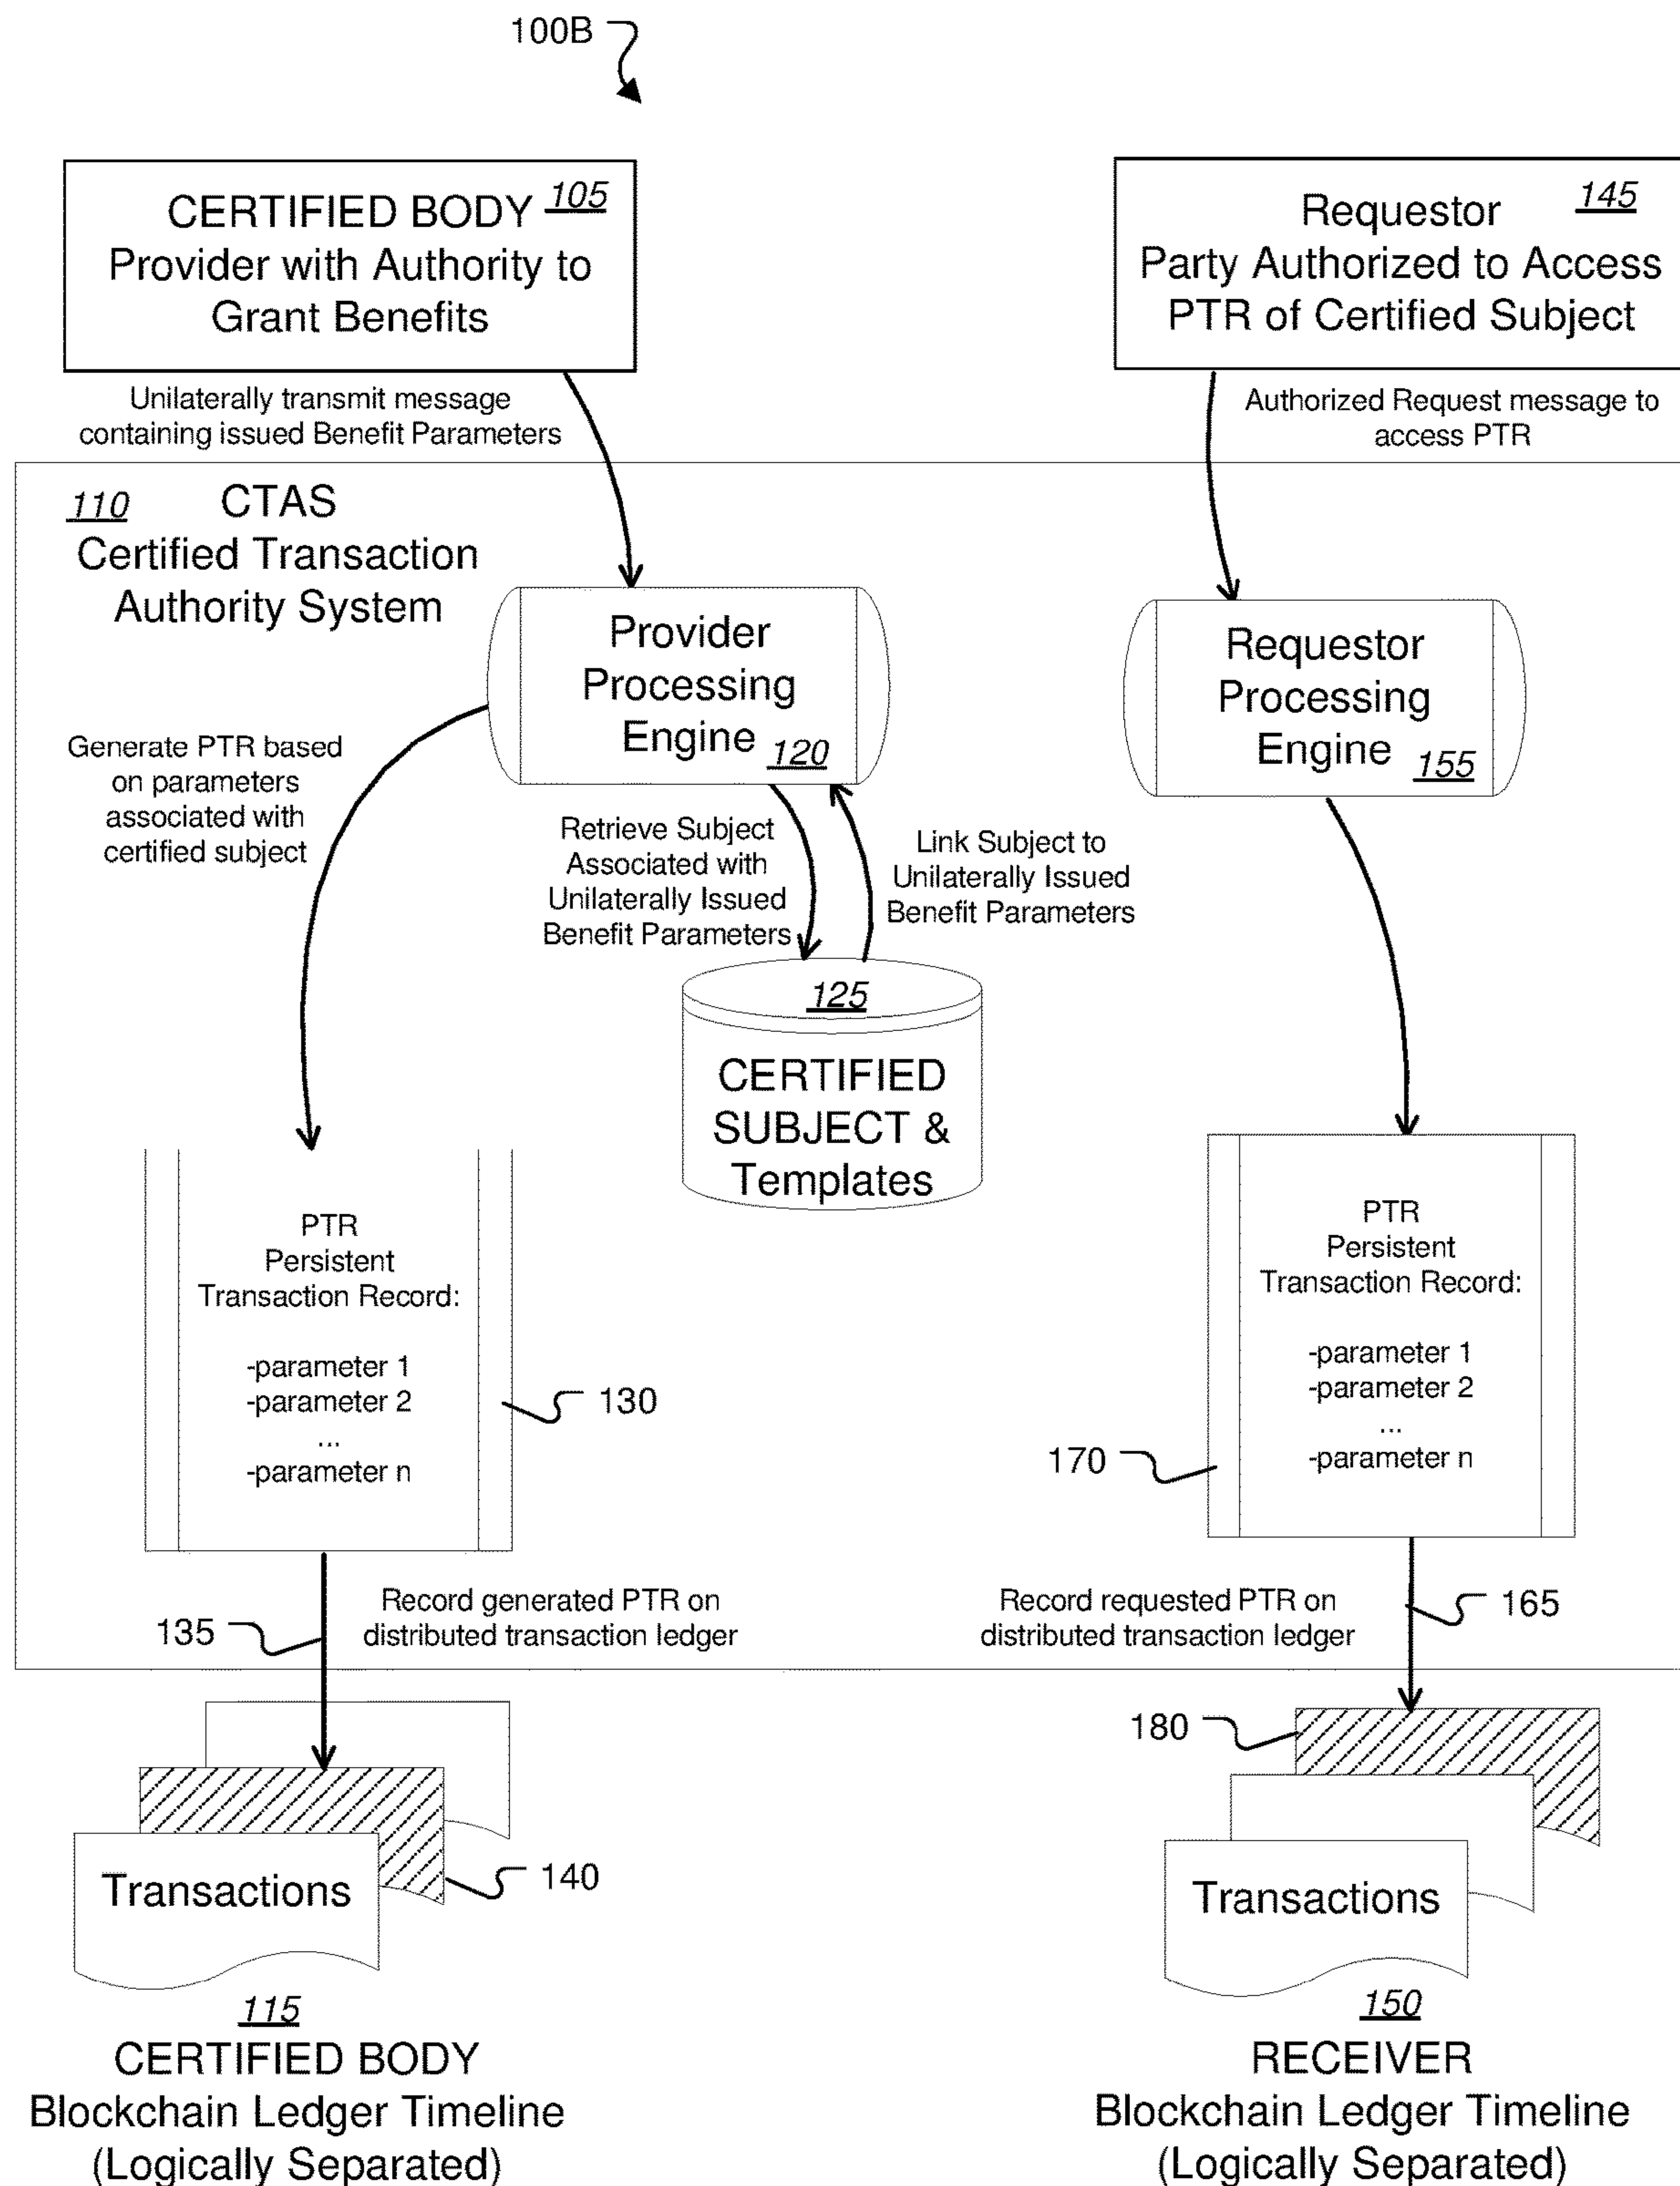 100B
105
CERTIFIED BODY
Provider with Authority to
Grant Benefits
145
Requestor
Party Authorized to Access
PTR of Certified Subject
Unilaterally transmit message
containing issued Benefit Parameters
Authorized Request message to
access PTR
110 CTAS
Certified Transaction
Authority System
Provider
Processing
Engine 120
Requestor
Processing
Engine 155
Generate PTR based
on parameters
associated with
certified subject
Retrieve Subject
Associated with
Unilaterally Issued
Benefit Parameters
Link Subject to
Unilaterally Issued
Benefit Parameters
125
CERTIFIED
SUBJECT &
Templates
PTR
Persistent
Transaction Record:
-parameter 1
-parameter 2
...
-parameter n
130
PTR
Persistent
Transaction Record:
-parameter 1
-parameter 2
...
-parameter n
170
135
Record generated PTR on
distributed transaction ledger
Record requested PTR on
distributed transaction ledger
165
180
140
Transactions
Transactions
115
CERTIFIED BODY
Blockchain Ledger Timeline
(Logically Separated)
150
RECEIVER
Blockchain Ledger Timeline
(Logically Separated)